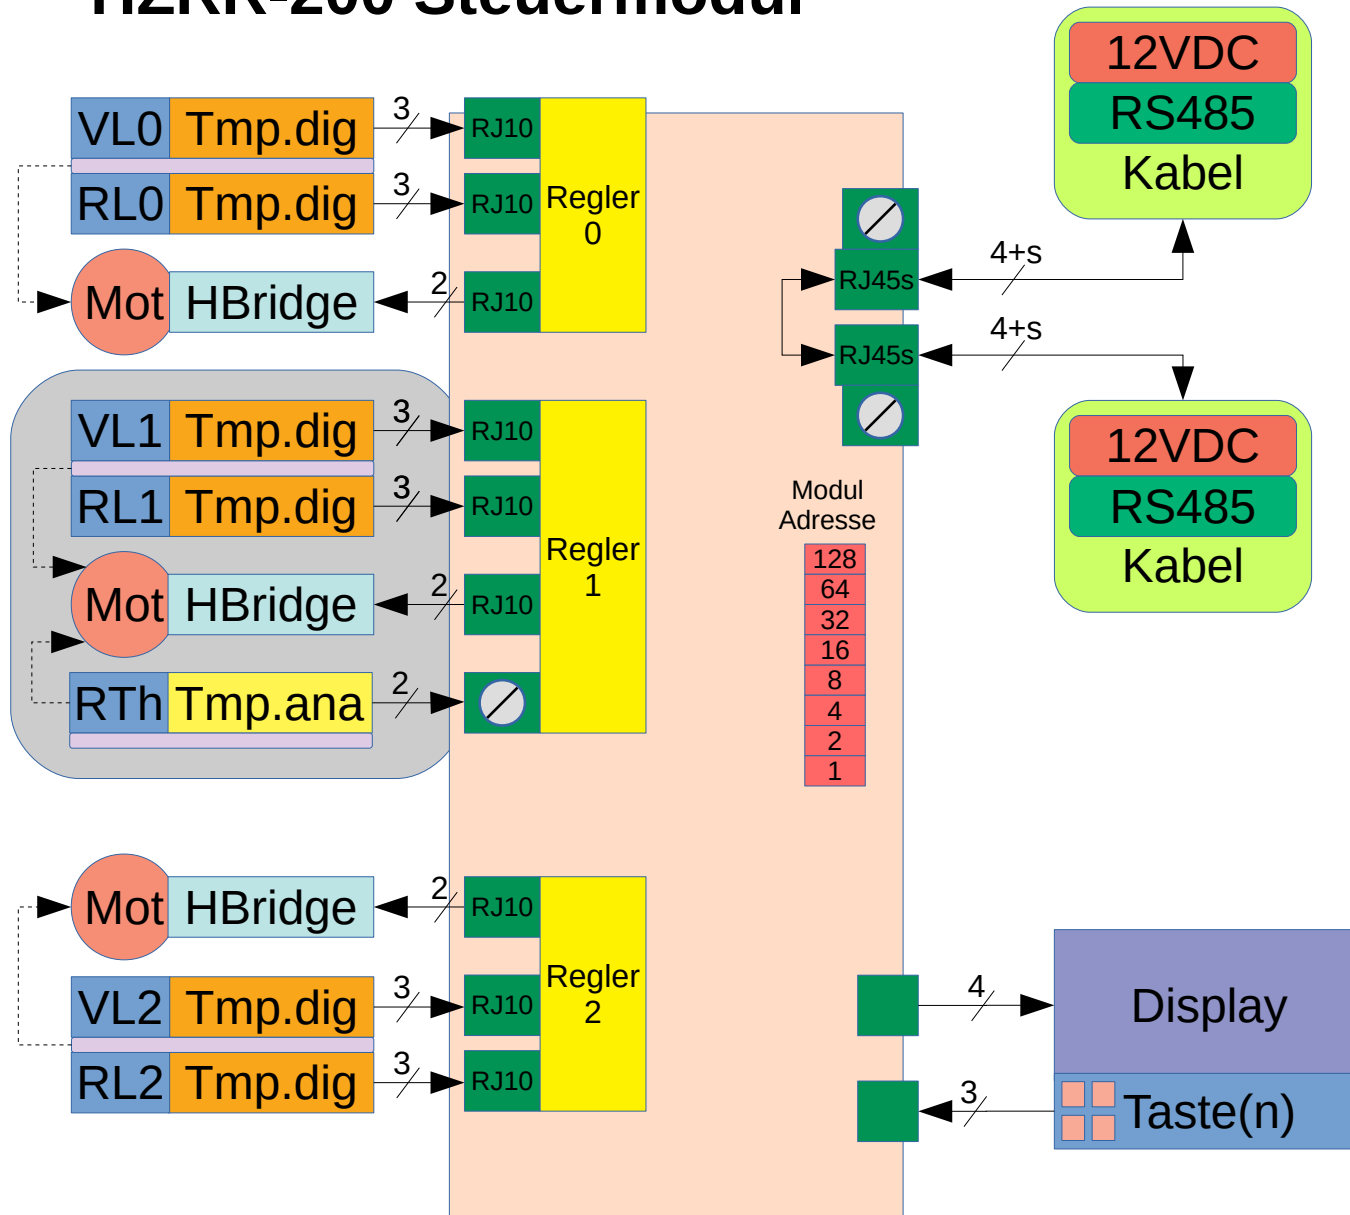 HZRR-200 Steuermodul
VL0 Tmp.dig 3 RJ10
RL0 Tmp.dig 3 RJ10
Regler
0
Mot HBridge 2 RJ10
VL1 Tmp.dig 3 RJ10
RL1 Tmp.dig 3 RJ10
Regler
1
Mot HBridge 2 RJ10
RTh Tmp.ana 2
Mot HBridge 2 RJ10
Regler
2
VL2 Tmp.dig 3 RJ10
RL2 Tmp.dig 3 RJ10
RJ45s 4+s
RJ45s 4+s
12VDC
RS485
Kabel
12VDC
RS485
Kabel
Modul
Adresse
128
64
32
16
8
4
2
1
4 Display
3 Taste(n)